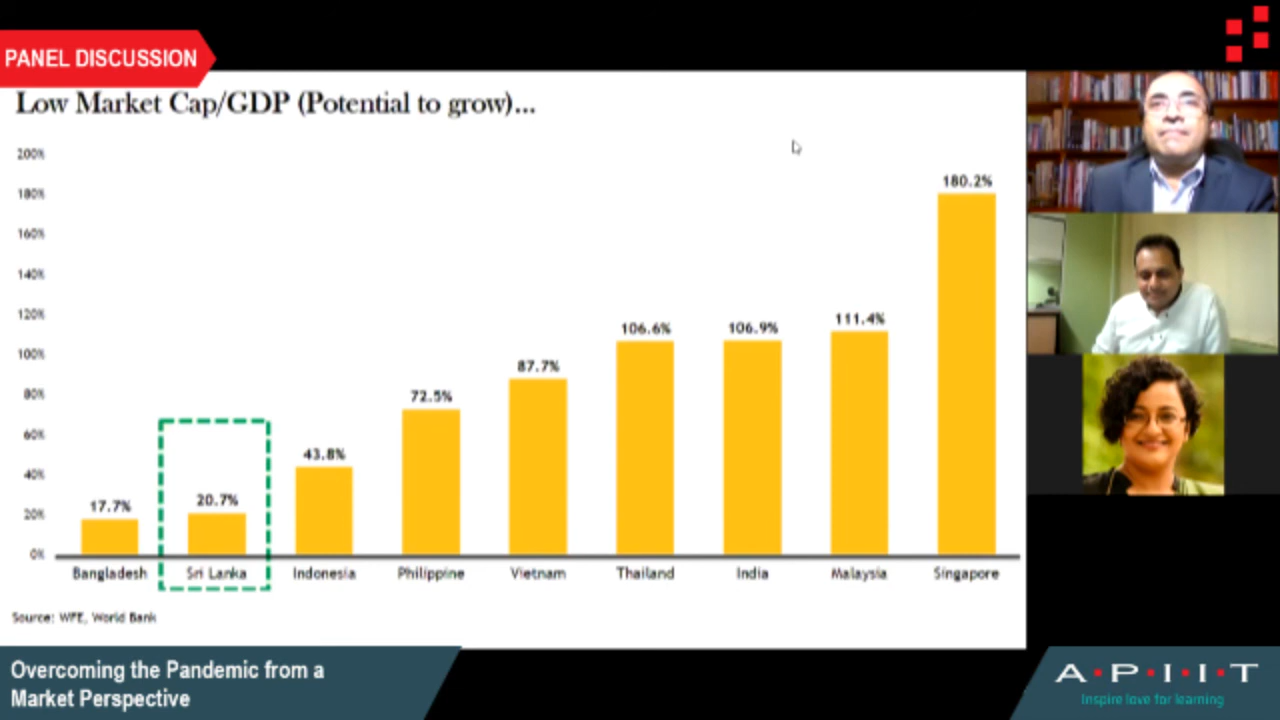 PANEL DISCUSSION
Low Market Cap/GDP (Potential to grow)...
200%
180%
160%
140%
120%
100%
80%
60%
40%
20%
0%
17.7%
20.7%
43.8%
72.5%
87.7%
106.6%
106.9%
111.4%
180.2%
Bangladesh Sri Lanka Indonesia Philippine Vietnam Thailand India Malaysia Singapore
Source: WFE, World Bank
Overcoming the Pandemic from a
Market Perspective
A·P·I·I·T
Inspire love for learning